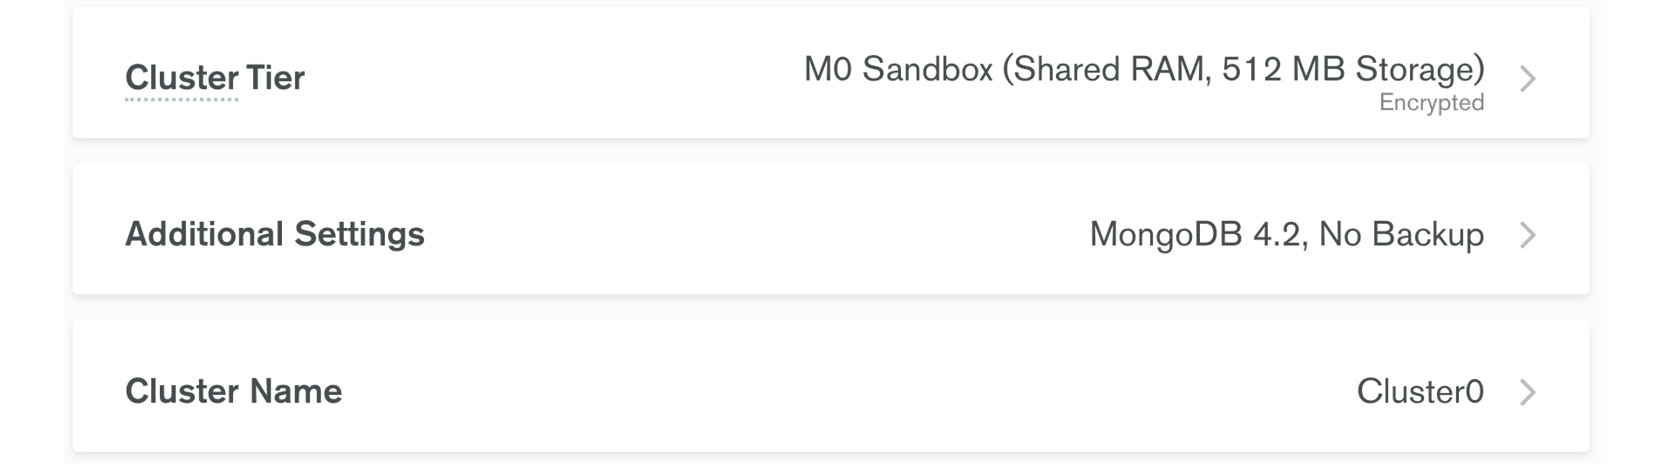 Cluster Tier
M0 Sandbox (Shared RAM, 512 MB Storage)
Encrypted
Additional Settings
MongoDB 4.2, No Backup
Cluster Name
Cluster0